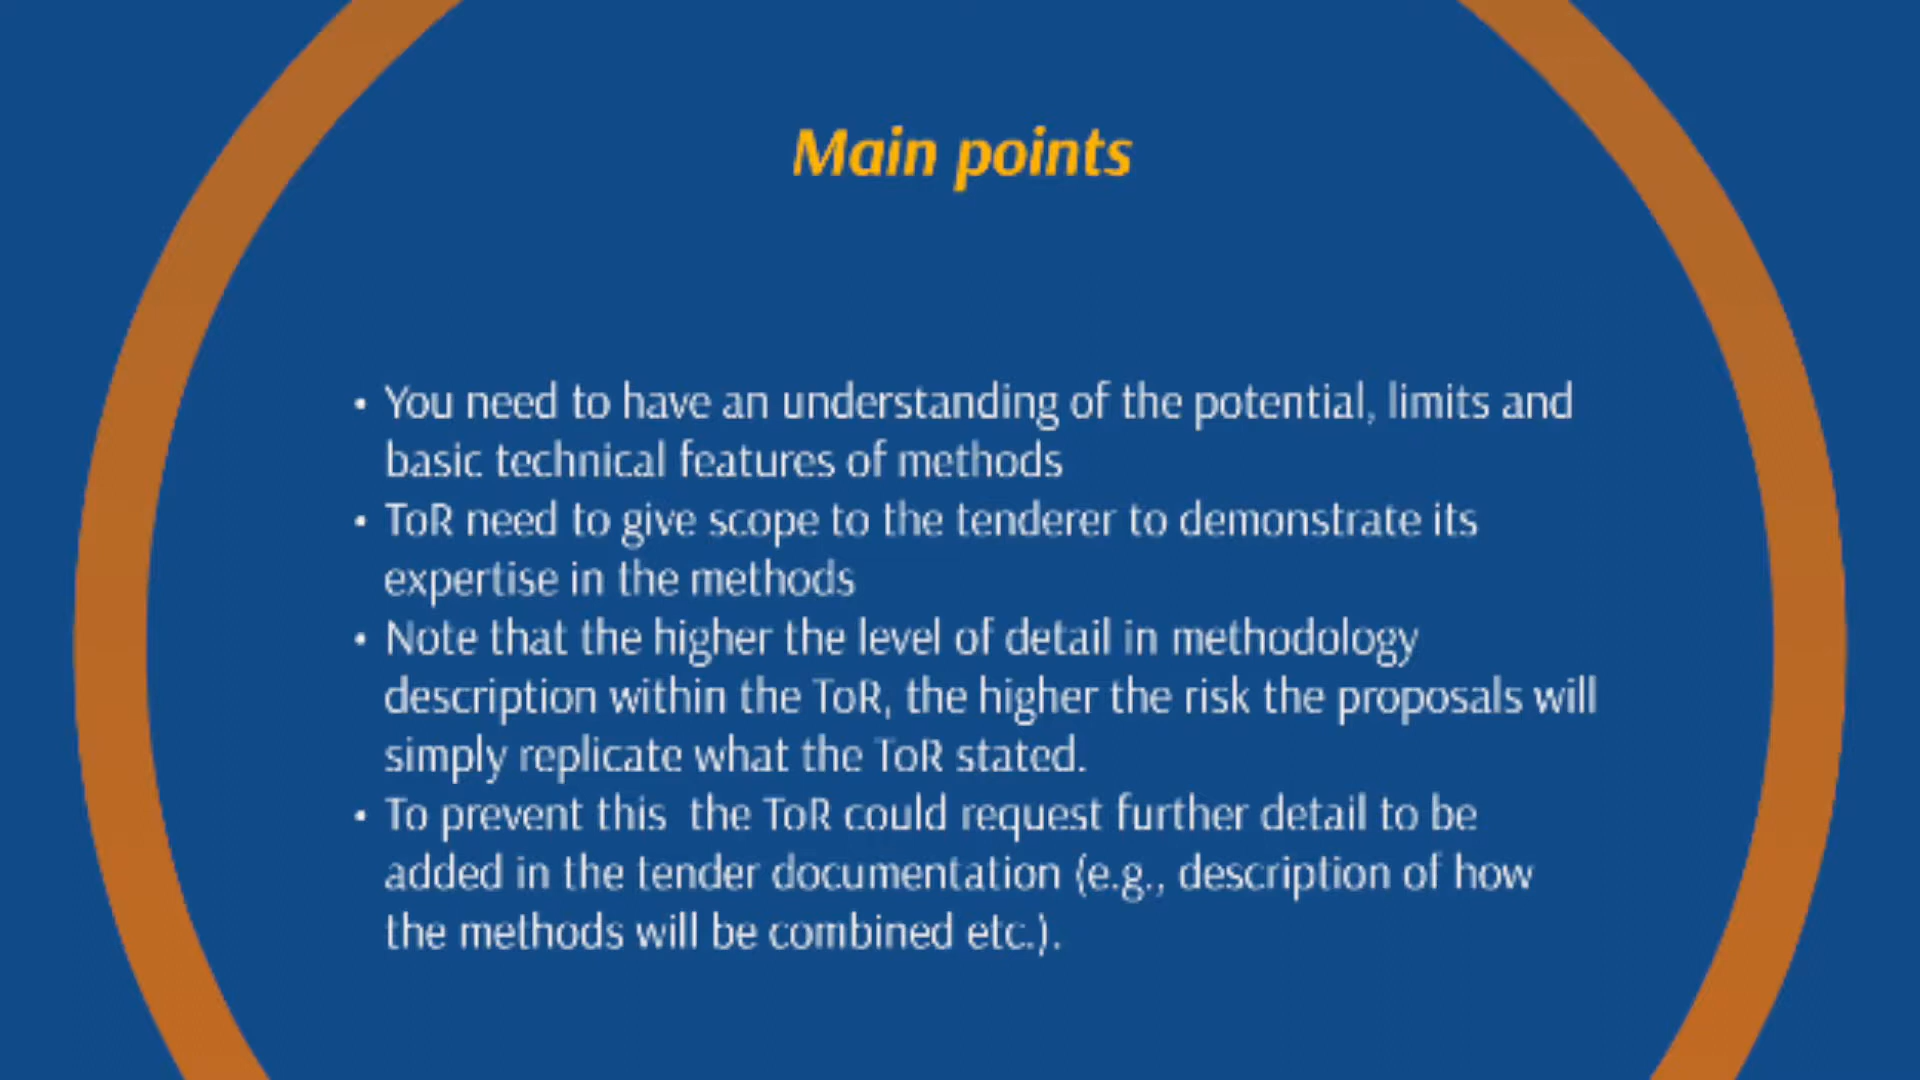 Main points
• You need to have an understanding of the potential, limits and
basic technical features of methods
• ToR need to give scope to the tenderer to demonstrate its
expertise in the methods
• Note that the higher the level of detail in methodology
description within the ToR, the higher the risk the proposals will
simply replicate what the ToR stated.
• To prevent this  the ToR could request further detail to be
added in the tender documentation (e.g., description of how
the methods will be combined etc.).